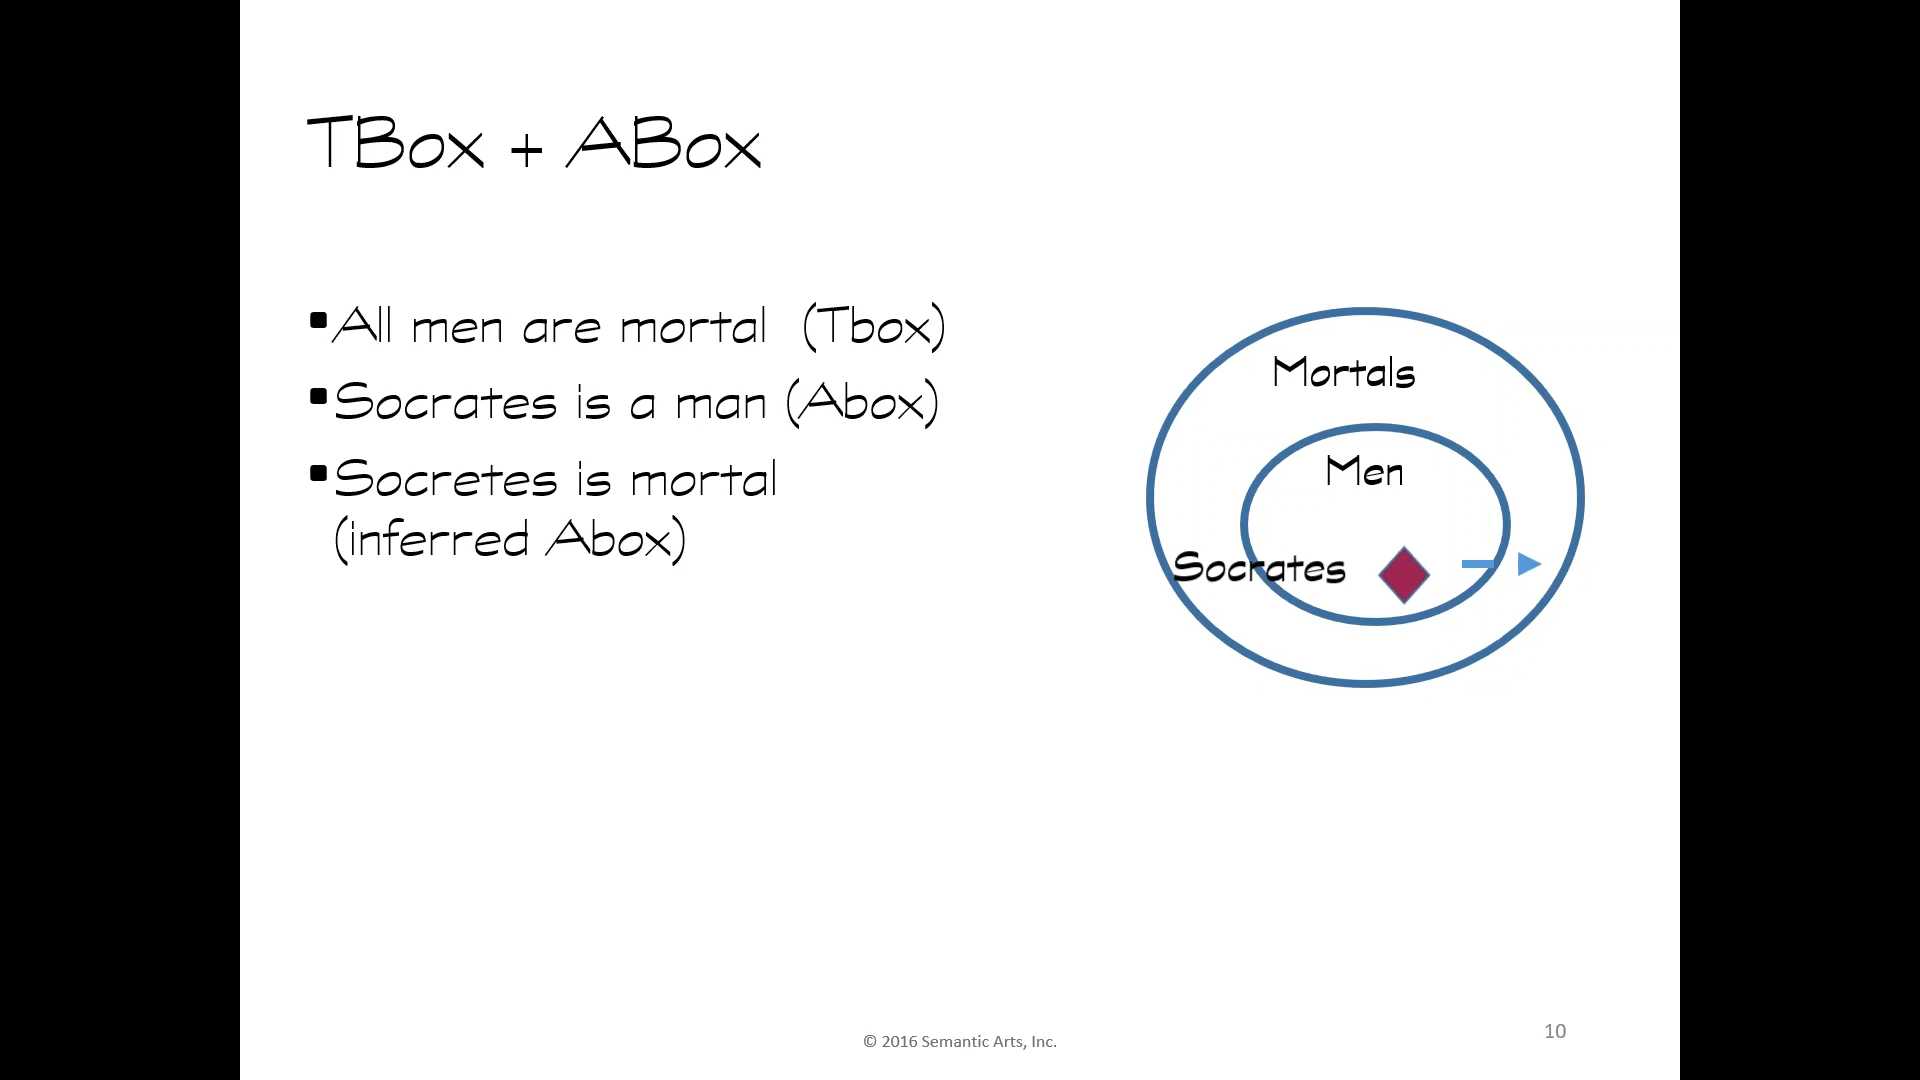 TBox + ABox
▪All men are mortal (Tbox)
▪Socrates is a man (Abox)
▪Socretes is mortal
(inferred Abox)
Mortals
Men
Socrates
© 2016 Semantic Arts, Inc.
10